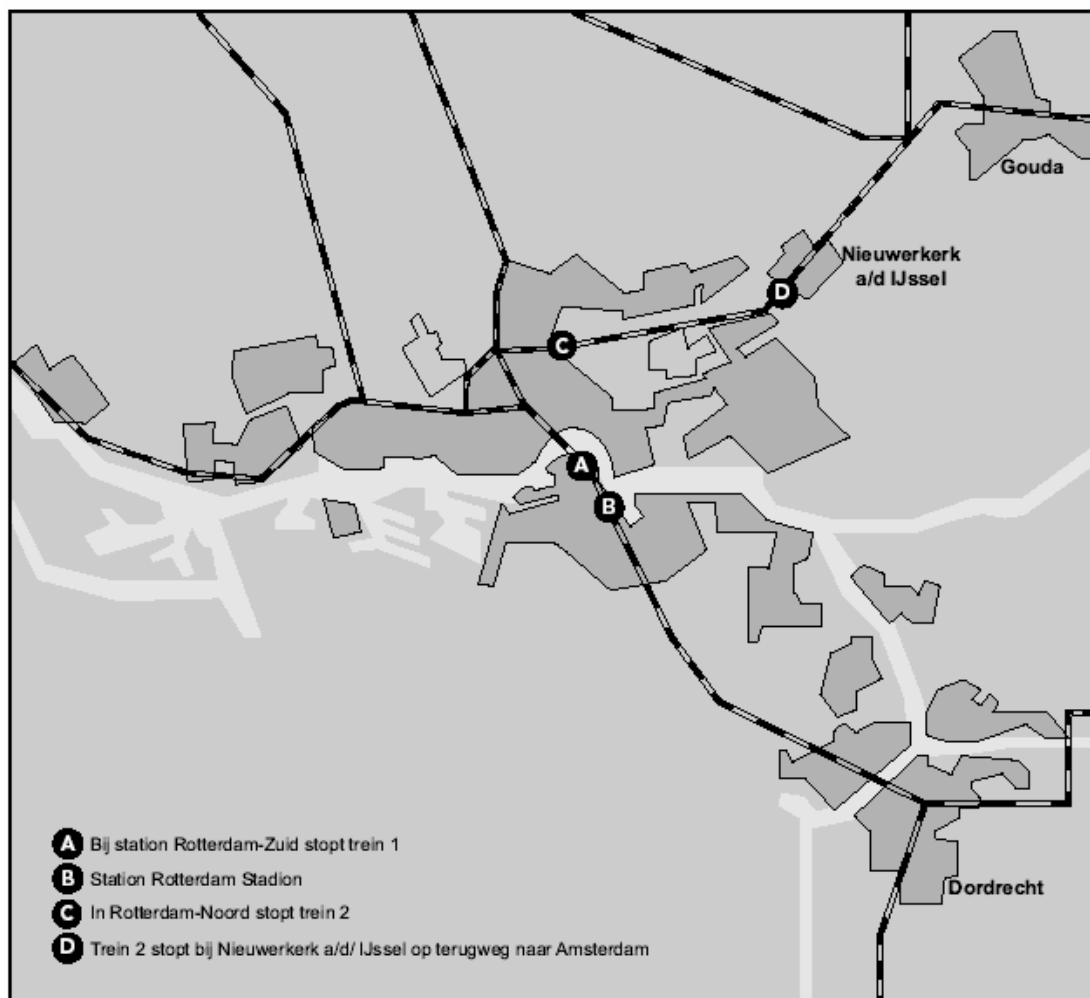 Gouda
Nieuwerkerk
a/d IJssel
D
C
A
B
Dordrecht
A Bij station Rotterdam-Zuid stopt trein 1
B Station Rotterdam Stadion
C In Rotterdam-Noord stopt trein 2
D Trein 2 stopt bij Nieuwerkerk a/d/ IJssel op terugweg naar Amsterdam